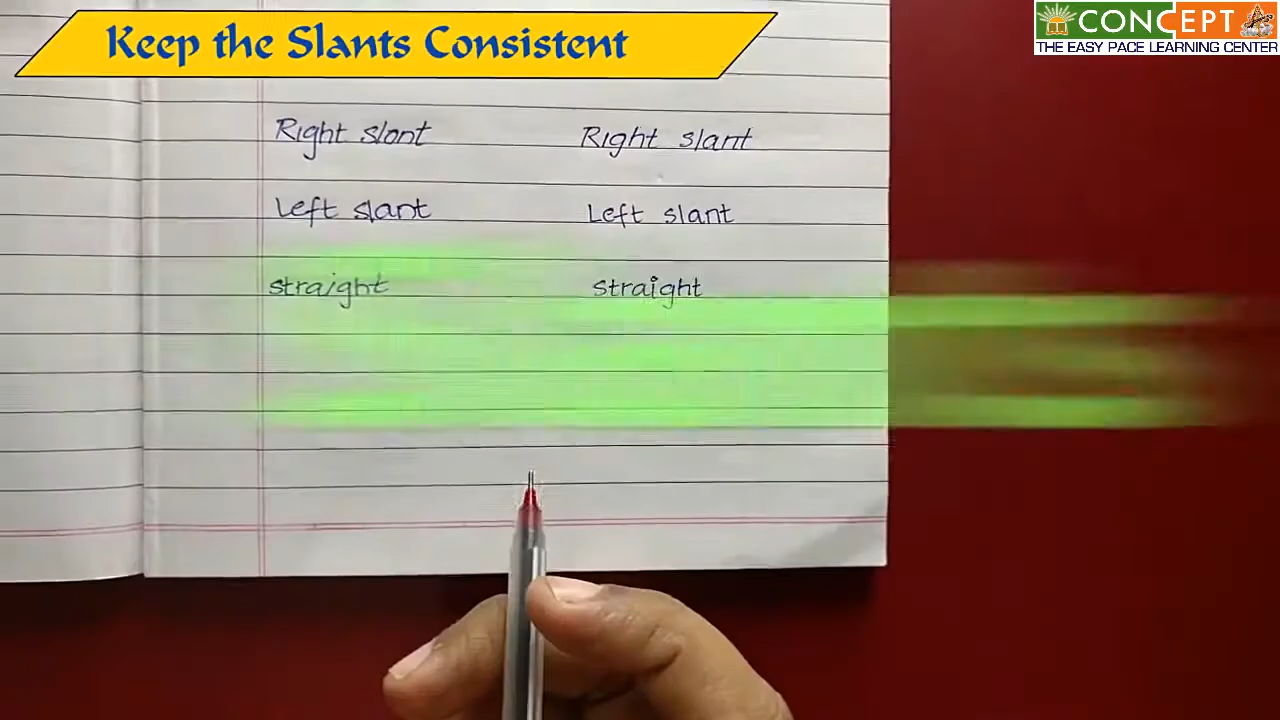 Keep the Slants Consistent
CONCEPT
THE EASY PACE LEARNING CENTER
Right slant Right slant
Left slant Left slant
straight straight